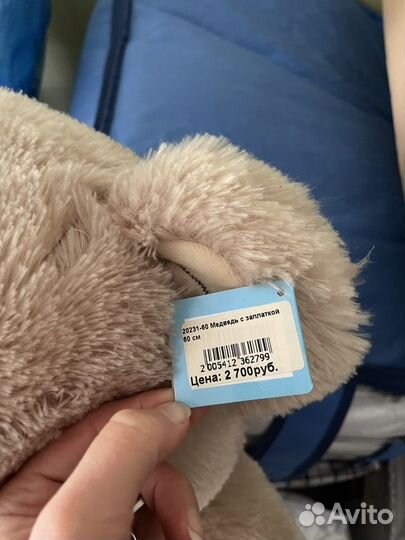 20231-60 Медведь с заплаткой
60 см
2 005412 362799
Цена: 2 700руб.
Avito